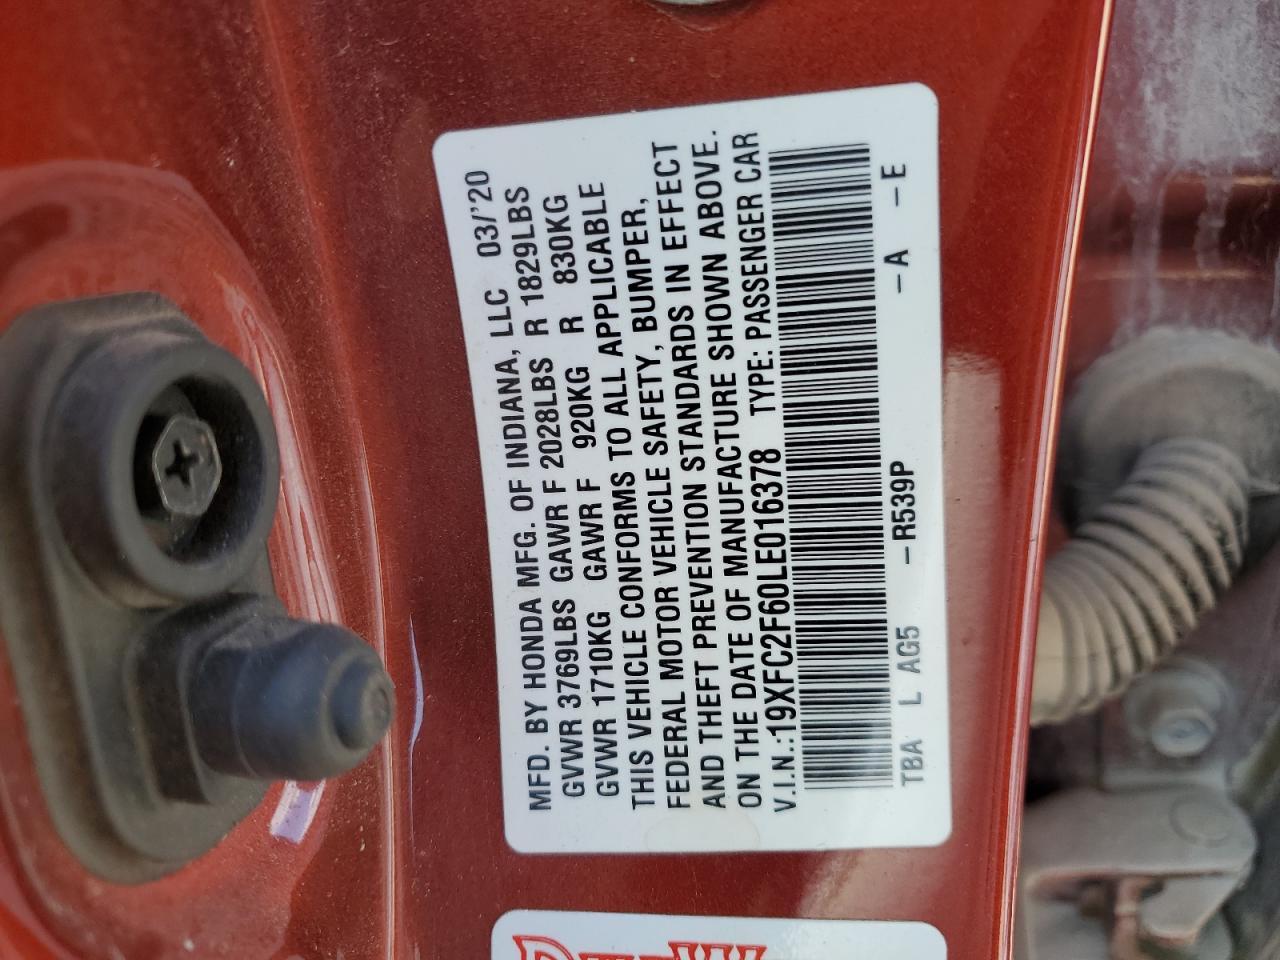 MFD. BY HONDA MFG. OF INDIANA, LLC 03/'20
GVWR 3769LBS GAWR F 2028LBS R 1829LBS
GVWR 1710KG GAWR F 920KG R 830KG
THIS VEHICLE CONFORMS TO ALL APPLICABLE
FEDERAL MOTOR VEHICLE SAFETY, BUMPER,
AND THEFT PREVENTION STANDARDS IN EFFECT
ON THE DATE OF MANUFACTURE SHOWN ABOVE.
V.I.N.:19XFC2F60LE016378 TYPE: PASSENGER CAR
TBA L AG5 -R539P -A -E